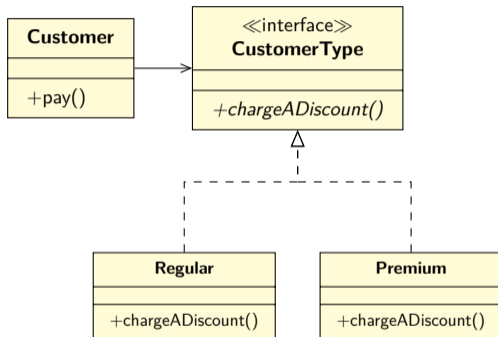 Customer
+pay()
≪interface≫
CustomerType
+chargeADiscount()
Regular
+chargeADiscount()
Premium
+chargeADiscount()